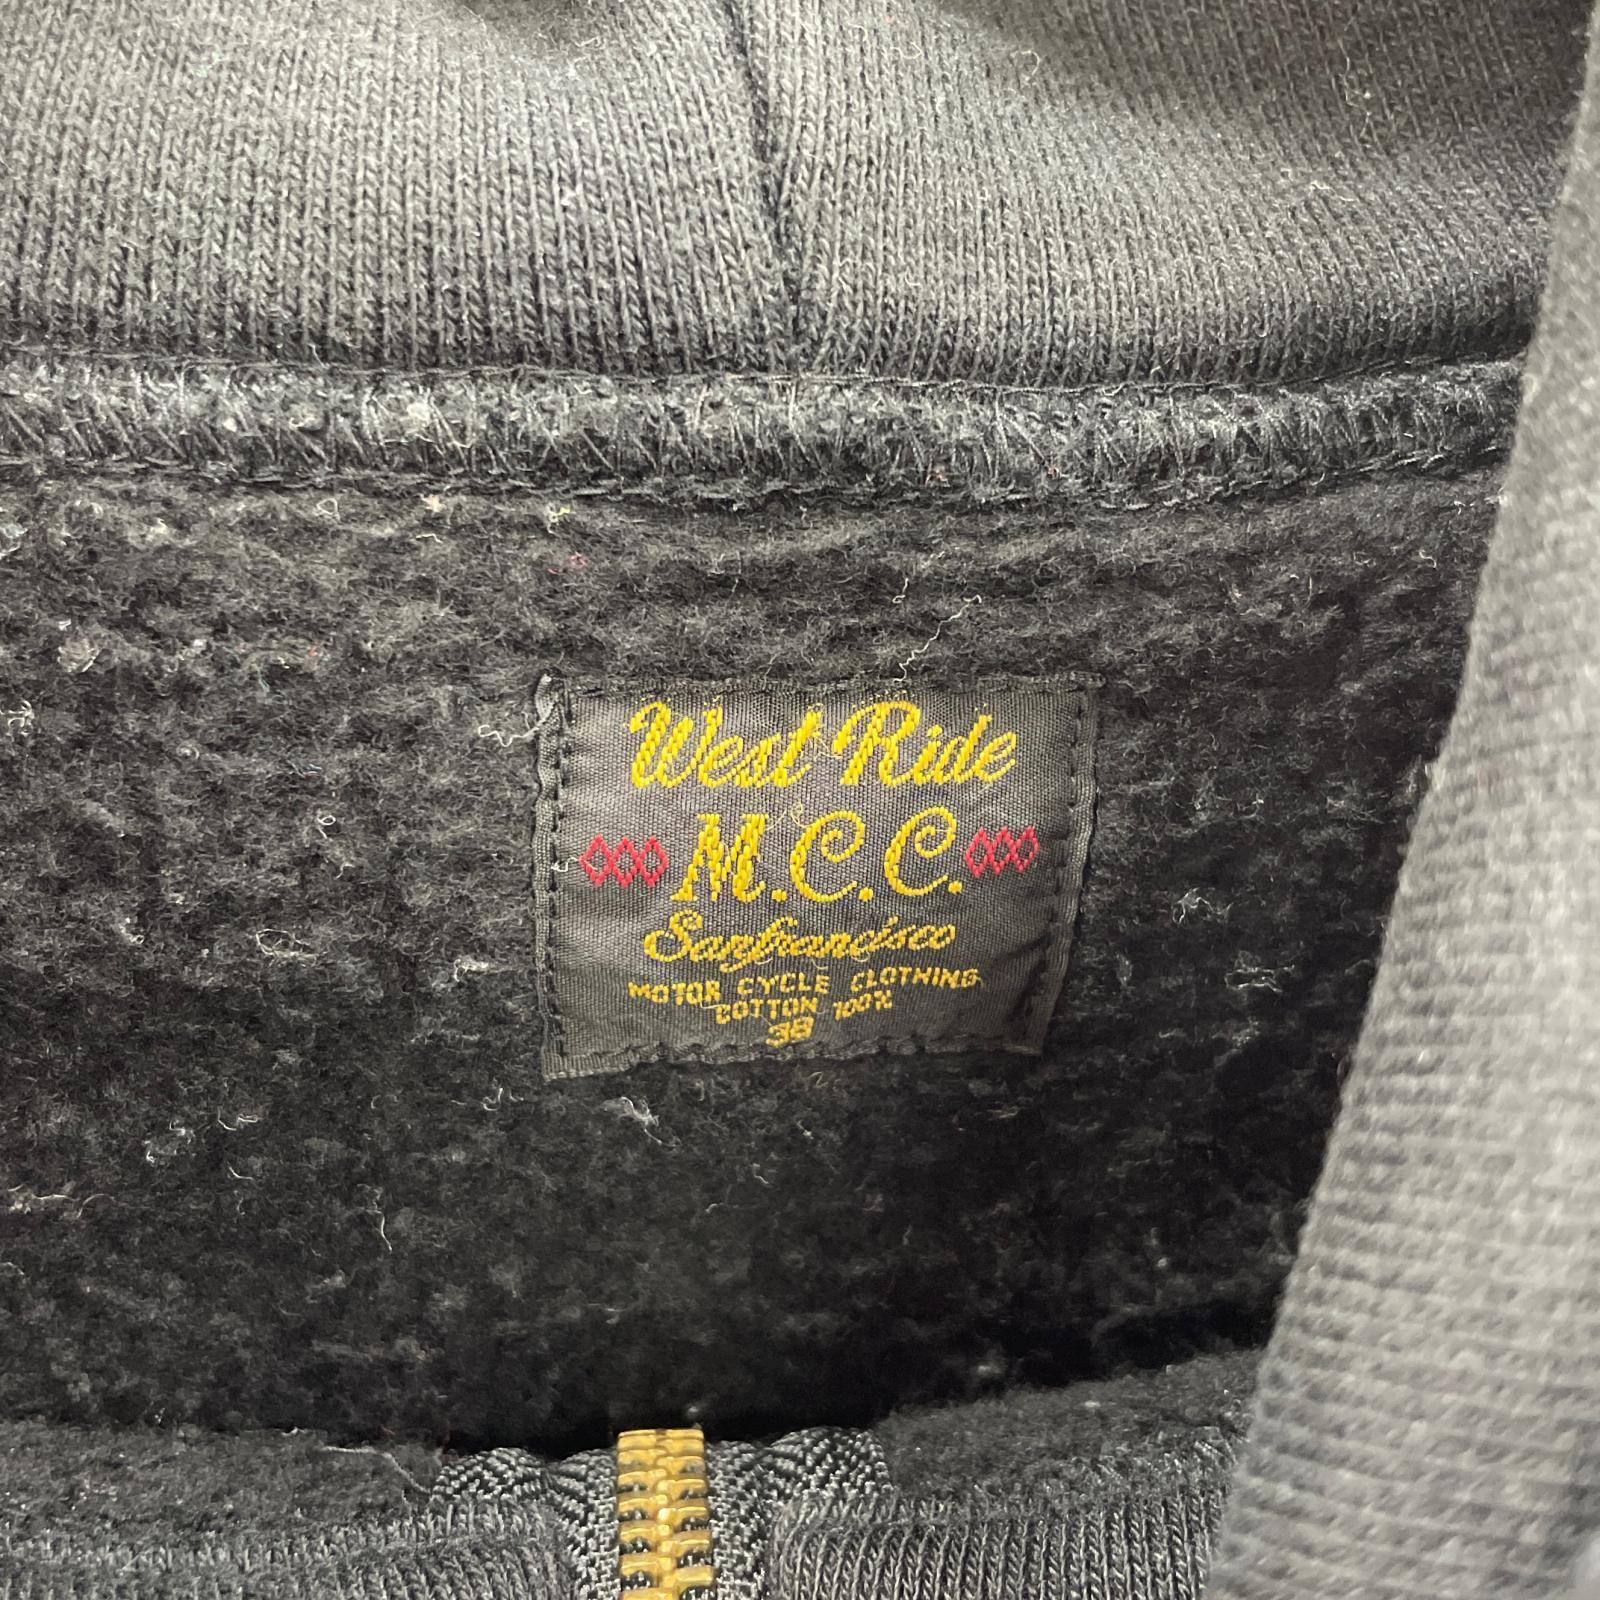 West Ride
M.C.C.
Sanfrancisco
MOTOR CYCLE CLOTHING
COTTON 100%
38